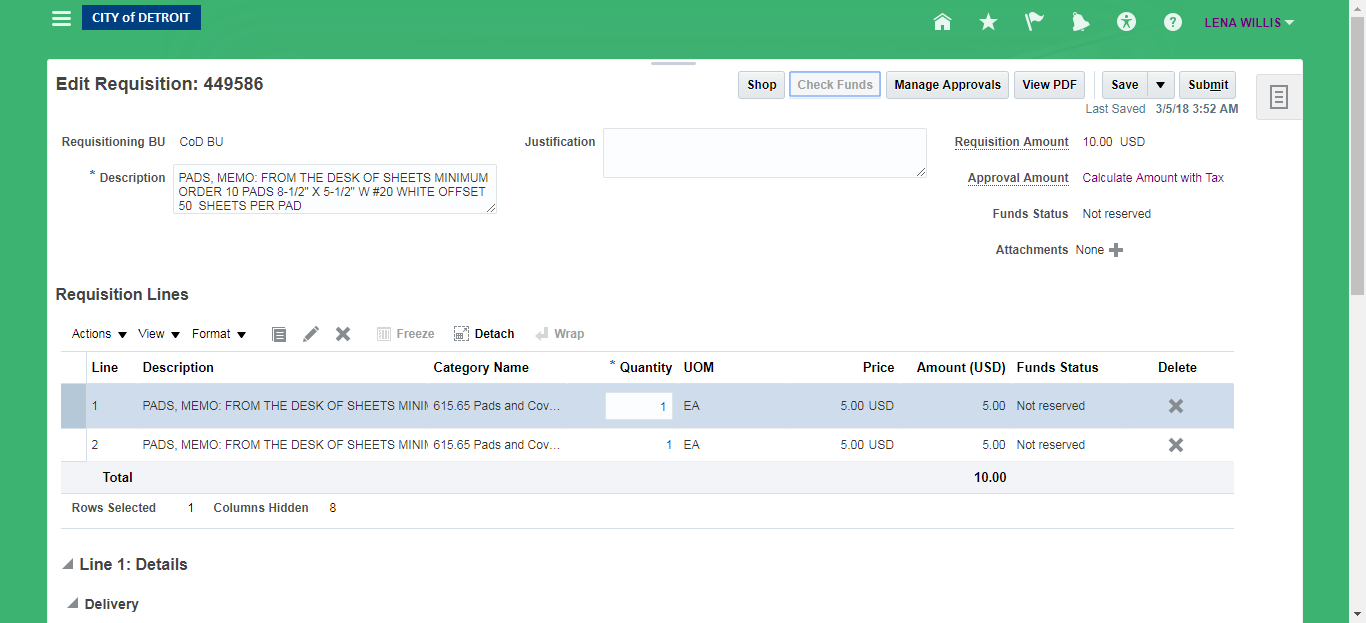 CITY of DETROIT
? LENA WILLIS
Edit Requisition: 449586
Shop Check Funds Manage Approvals View PDF Save Submit
Last Saved 3/5/18 3:52 AM
Requisitioning BU CoD BU
* Description PADS, MEMO: FROM THE DESK OF SHEETS MINIMUM
ORDER 10 PADS 8-1/2" X 5-1/2" W #20 WHITE OFFSET
50 SHEETS PER PAD
Justification
Requisition Amount 10.00 USD
Approval Amount Calculate Amount with Tax
Funds Status Not reserved
Attachments None
Requisition Lines
Actions View Format Freeze Detach Wrap
Line Description Category Name * Quantity UOM Price Amount (USD) Funds Status Delete
1 PADS, MEMO: FROM THE DESK OF SHEETS MINI 615.65 Pads and Cov... 1 EA 5.00 USD 5.00 Not reserved
2 PADS, MEMO: FROM THE DESK OF SHEETS MINI 615.65 Pads and Cov... 1 EA 5.00 USD 5.00 Not reserved
Total 10.00
Rows Selected 1 Columns Hidden 8
Line 1: Details
Delivery